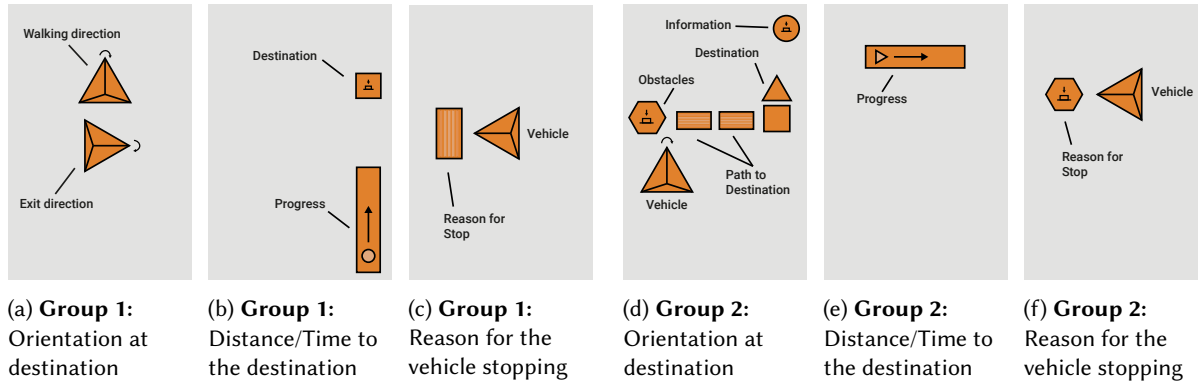 Walking direction
Exit direction
(a) Group 1:
Orientation at
destination
Destination
Progress
(b) Group 1:
Distance/Time to
the destination
Vehicle
Reason for
Stop
(c) Group 1:
Reason for the
vehicle stopping
Information
Destination
Obstacles
Path to
Destination
Vehicle
(d) Group 2:
Orientation at
destination
Progress
(e) Group 2:
Distance/Time to
the destination
Vehicle
Reason for
Stop
(f) Group 2:
Reason for the
vehicle stopping